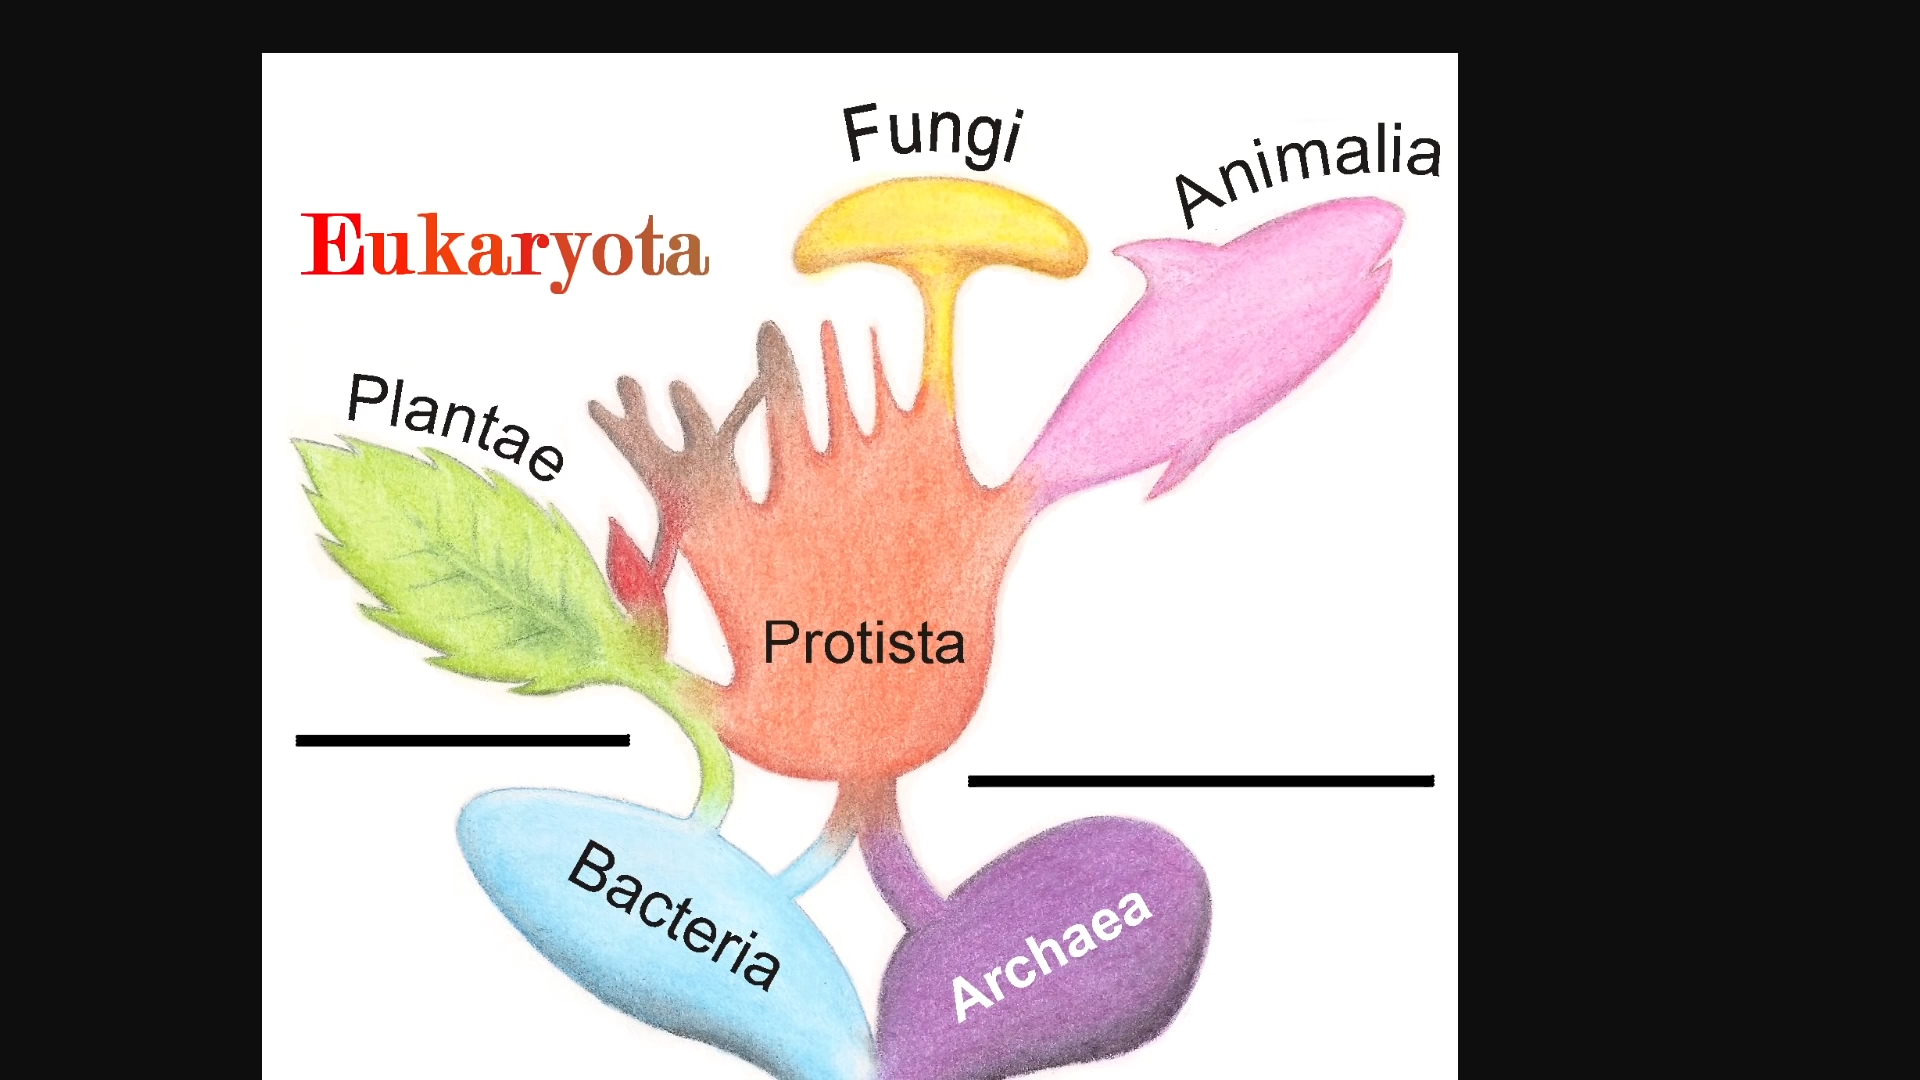 Fungi
Animalia
Eukaryota
Plantae
Protista
Bacteria
Archaea